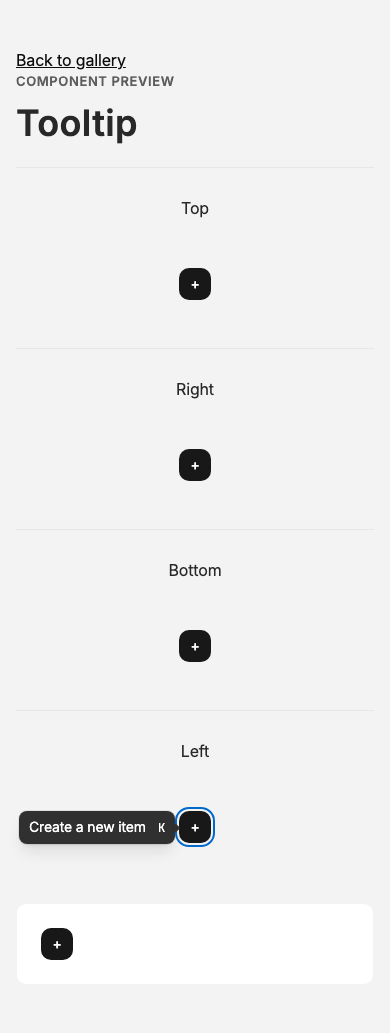 Back to gallery
COMPONENT PREVIEW
Tooltip
Top
+
Right
+
Bottom
+
Left
Create a new item K
+
+